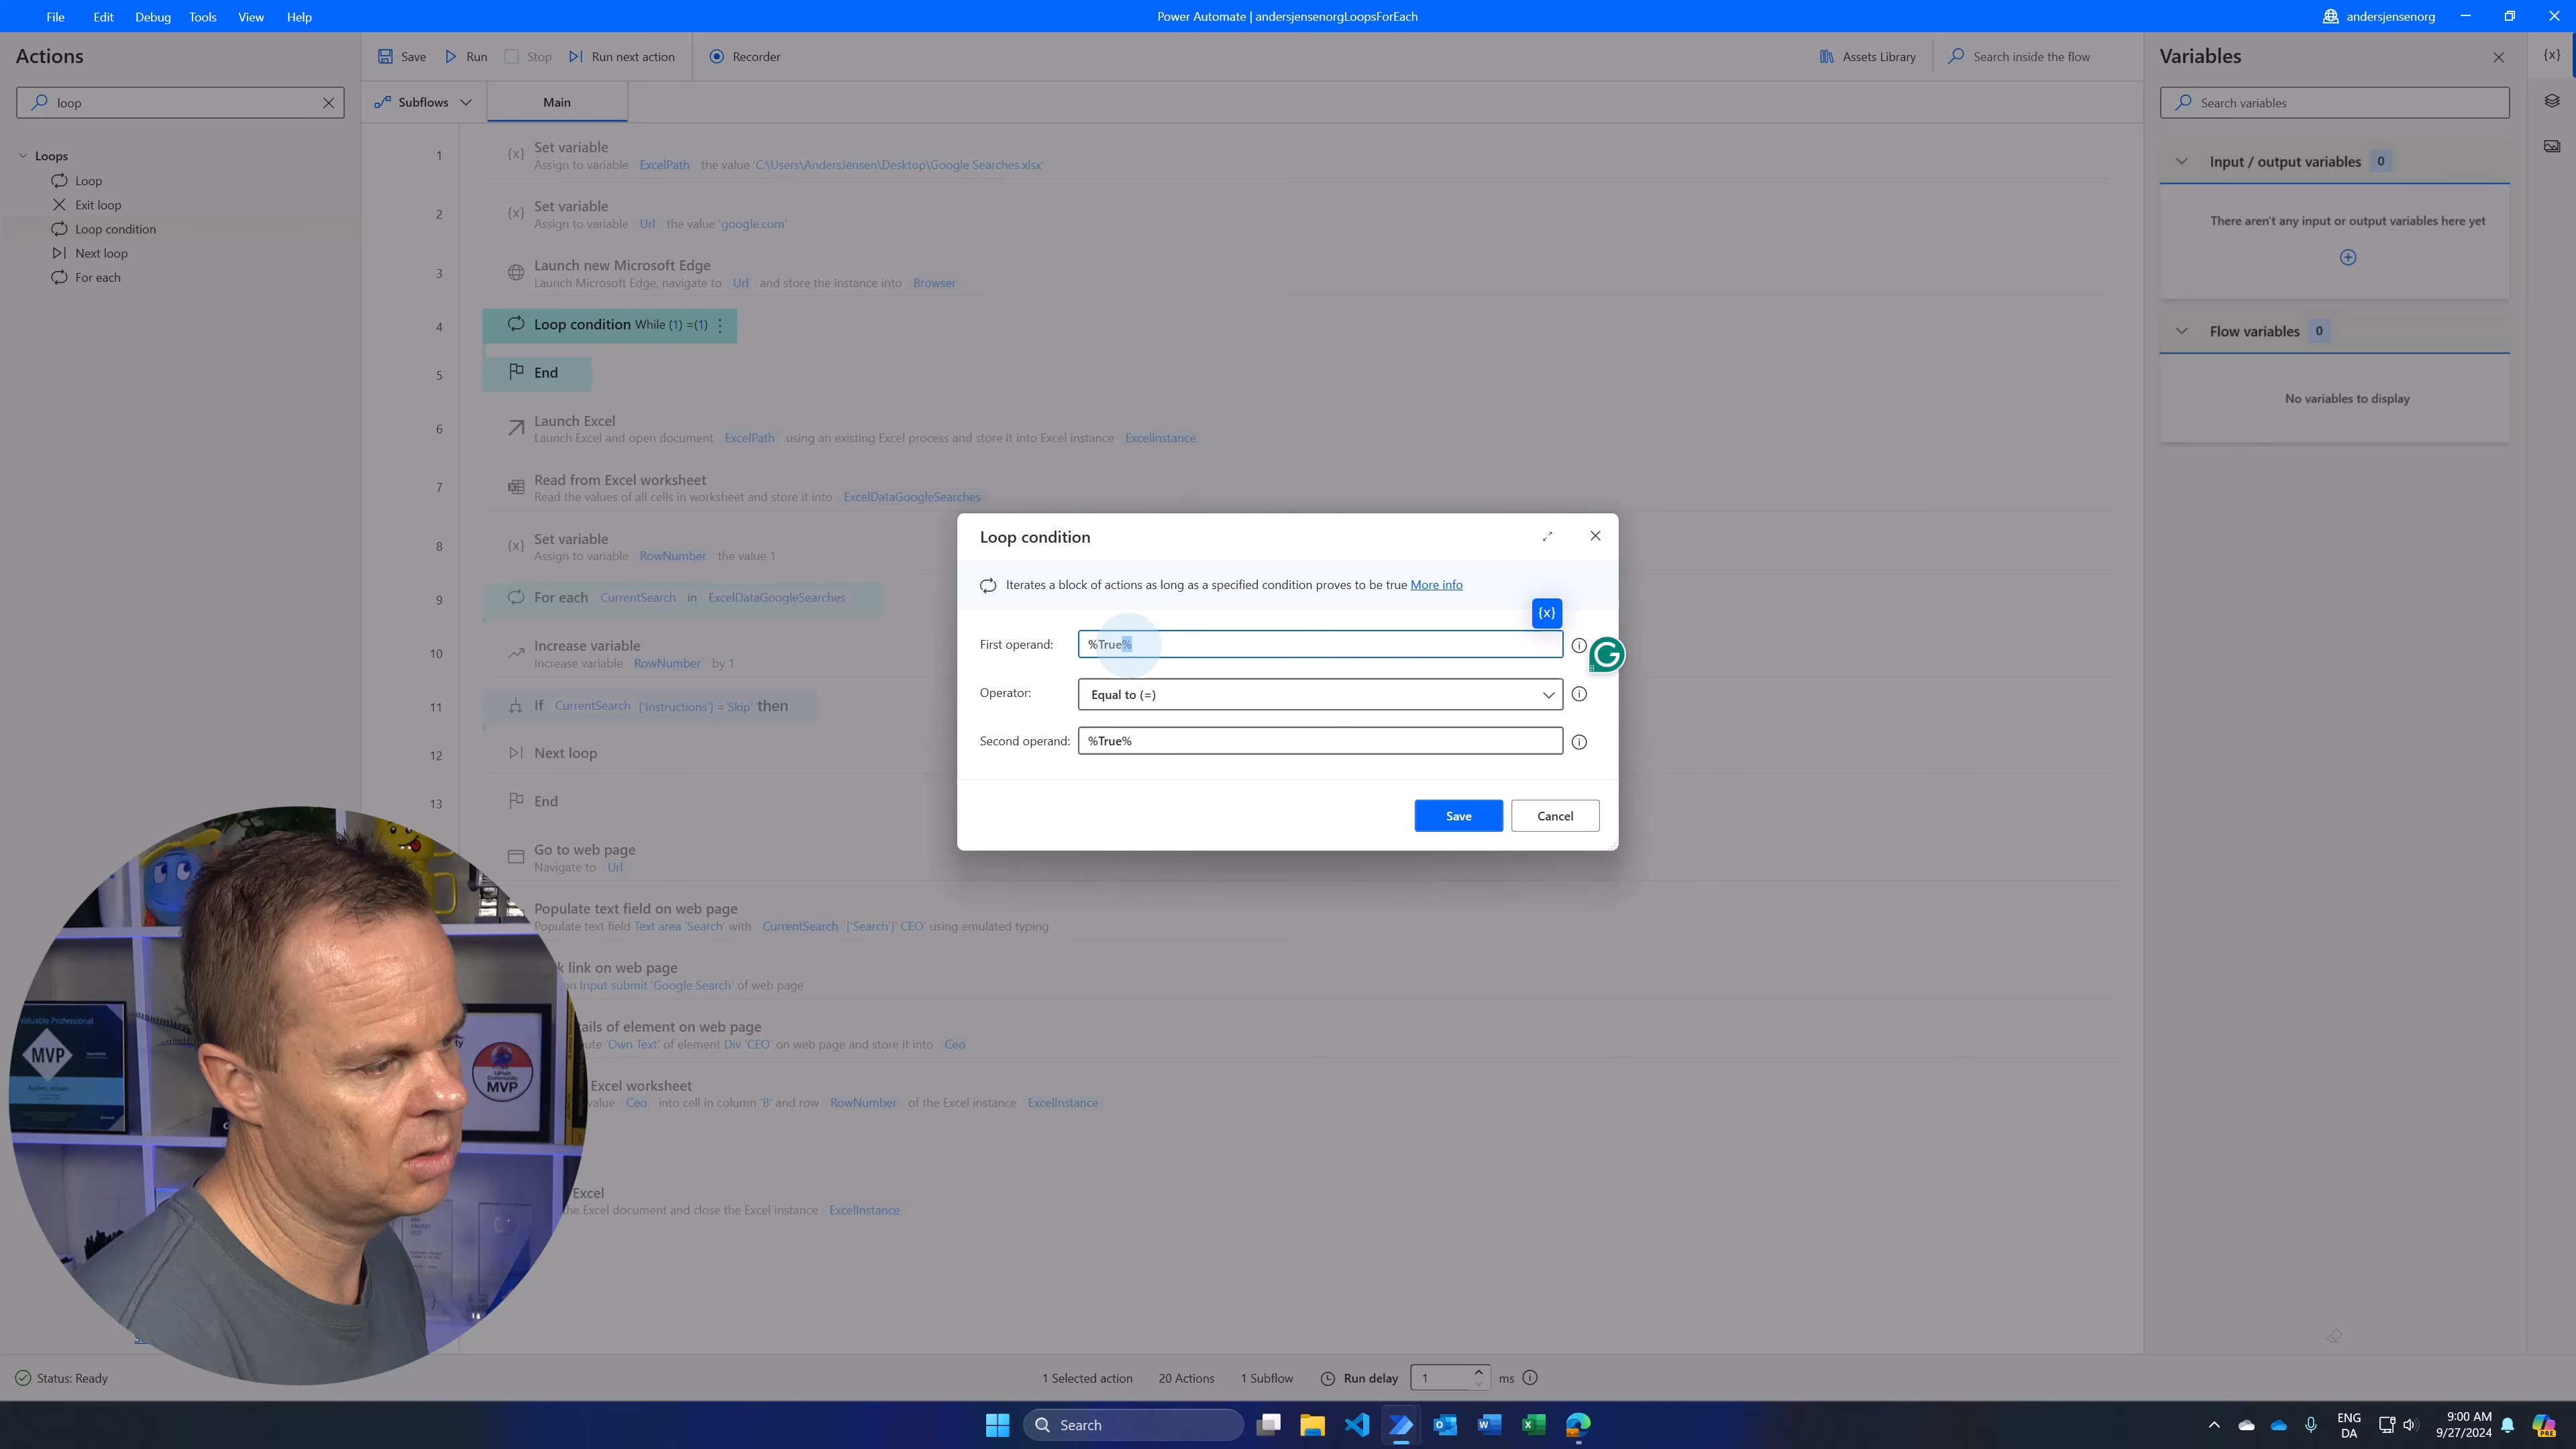 File Edit Debug Tools View Help
Power Automate | andersjensenorgLoopsForEach
andersjensenorg
Actions
loop
Loops
Loop
Exit loop
Loop condition
Next loop
For each
Save Run Stop Run next action Recorder
Assets Library Search inside the flow
Subflows Main
1 {x} Set variable
Assign to variable ExcelPath the value 'C:\Users\AndersJensen\Desktop\Google Searches.xlsx'
2 {x} Set variable
Assign to variable Url the value 'google.com'
3 Launch new Microsoft Edge
Launch Microsoft Edge, navigate to Url and store the instance into Browser
4 Loop condition While (1) =(1)
5 End
6 Launch Excel
Launch Excel and open document ExcelPath using an existing Excel process and store it into Excel instance ExcelInstance
7 Read from Excel worksheet
Read the values of all cells in worksheet and store it into ExcelDataGoogleSearches
8 {x} Set variable
Assign to variable RowNumber the value 1
9 For each CurrentSearch in ExcelDataGoogleSearches
10 Increase variable
Increase variable RowNumber by 1
11 If CurrentSearch ['Instructions'] ='Skip' then
12 Next loop
13 End
Go to web page
Navigate to Url
Populate text field on web page
Populate text field Text area 'Search' with CurrentSearch ['Search']' CEO' using emulated typing
link on web page
on Input submit 'Google Search' of web page
of element on web page
'Own Text' of element Div 'CEO' on web page and store it into Ceo
Excel worksheet
value Ceo into cell in column 'B' and row RowNumber of the Excel instance ExcelInstance
Excel
the Excel document and close the Excel instance ExcelInstance
Loop condition
Iterates a block of actions as long as a specified condition proves to be true More info
{x}
First operand: %True%
Operator: Equal to (=)
Second operand: %True%
Save Cancel
Variables
{x}
Search variables
Input / output variables 0
There aren't any input or output variables here yet
Flow variables 0
No variables to display
MVP
MVP
Status: Ready
1 Selected action 20 Actions 1 Subflow Run delay 1 ms
Search
ENG
DA
9:00 AM
9/27/2024
PRE